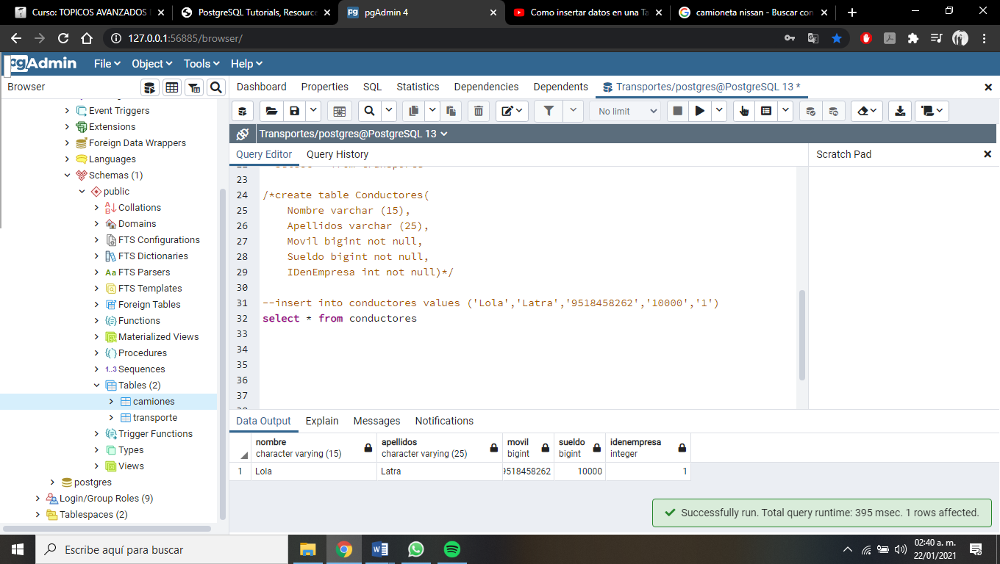 Curso: TOPICOS AVANZADOS
PostgreSQL Tutorials, Resource
pgAdmin 4
Como insertar datos en una Ta
camioneta nissan - Buscar con
127.0.0.1:56885/browser/
pgAdmin
File
Object
Tools
Help
Browser
Dashboard
Properties
SQL
Statistics
Dependencies
Dependents
Transportes/postgres@PostgreSQL 13 *
No limit
Transportes/postgres@PostgreSQL 13
Query Editor
Query History
Scratch Pad
Event Triggers
Extensions
Foreign Data Wrappers
Languages
Schemas (1)
public
Collations
Domains
FTS Configurations
FTS Dictionaries
FTS Parsers
FTS Templates
Foreign Tables
Functions
Materialized Views
Procedures
1..3 Sequences
Tables (2)
camiones
transporte
Trigger Functions
Types
Views
postgres
Login/Group Roles (9)
Tablespaces (2)
23
24 /*create table Conductores(
25 Nombre varchar (15),
26 Apellidos varchar (25),
27 Movil bigint not null,
28 Sueldo bigint not null,
29 IDenEmpresa int not null)*/
30
31 --insert into conductores values ('Lola','Latra','9518458262','10000','1')
32 select * from conductores
33
34
35
36
37
Data Output
Explain
Messages
Notifications
nombre
character varying (15)
apellidos
character varying (25)
movil
bigint
sueldo
bigint
idenempresa
integer
1 Lola Latra 9518458262 10000 1
Successfully run. Total query runtime: 395 msec. 1 rows affected.
Escribe aquí para buscar
02:40 a. m.
22/01/2021